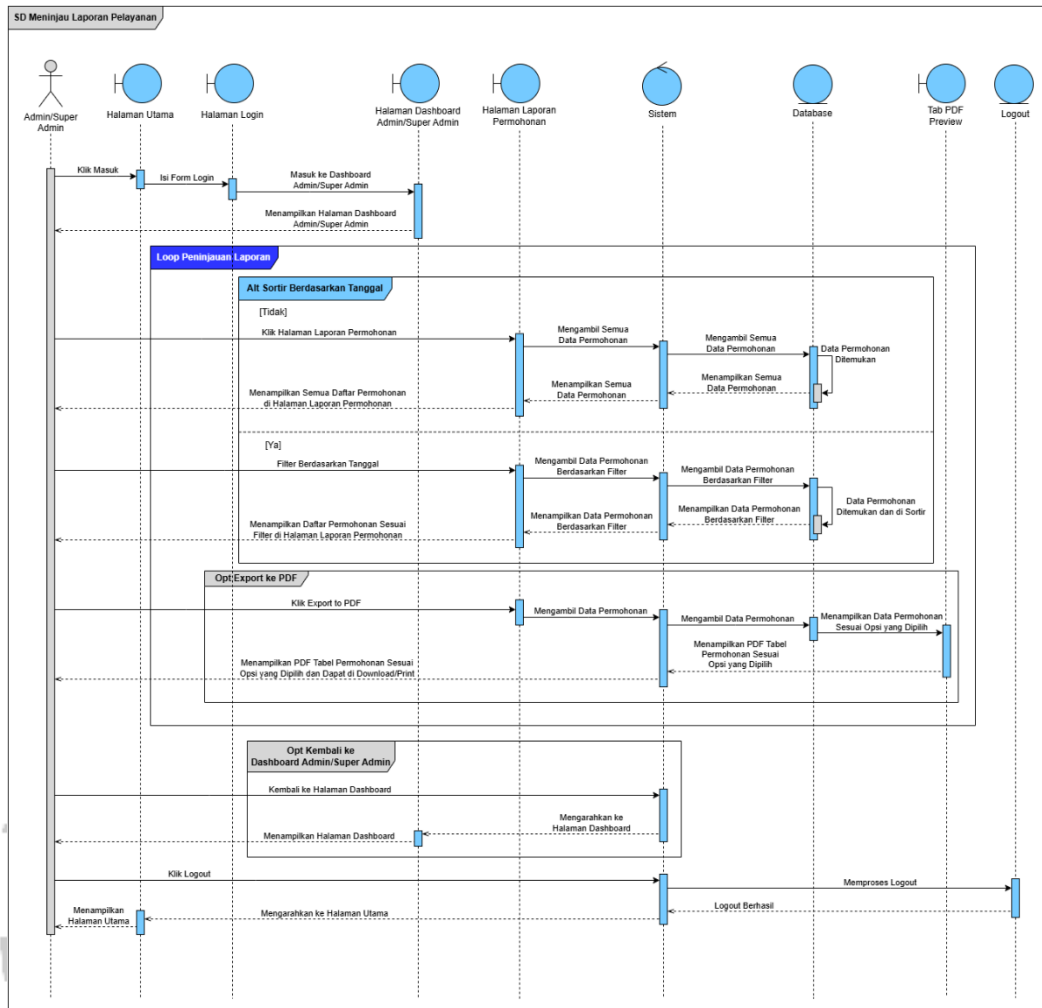 SD Meninjau Laporan Pelayanan
Admin/Super
Admin
Halaman Utama
Halaman Login
Halaman Dashboard
Admin/Super Admin
Halaman Laporan
Permohonan
Sistem
Database
Tab PDF
Preview
Logout
Klik Masuk
Isi Form Login
Masuk ke Dashboard
Admin/Super Admin
Menampilkan Halaman Dashboard
Admin/Super Admin
Loop Peninjauan Laporan
Alt Sortir Berdasarkan Tanggal
[Tidak]
Klik Halaman Laporan Permohonan
Mengambil Semua
Data Permohonan
Mengambil Semua
Data Permohonan
Data Permohonan
Ditemukan
Menampilkan Semua
Data Permohonan
Menampilkan Semua
Data Permohonan
Menampilkan Semua Daftar Permohonan
di Halaman Laporan Permohonan
[Ya]
Filter Berdasarkan Tanggal
Mengambil Data Permohonan
Berdasarkan Filter
Mengambil Data Permohonan
Berdasarkan Filter
Data Permohonan
Ditemukan dan di Sortir
Menampilkan Data Permohonan
Berdasarkan Filter
Menampilkan Data Permohonan
Berdasarkan Filter
Menampilkan Daftar Permohonan Sesuai
Filter di Halaman Laporan Permohonan
Opt Export ke PDF
Klik Export to PDF
Mengambil Data Permohonan
Mengambil Data Permohonan
Menampilkan Data Permohonan
Sesuai Opsi yang Dipilih
Menampilkan PDF Tabel
Permohonan Sesuai
Opsi yang Dipilih
Menampilkan PDF Tabel Permohonan Sesuai
Opsi yang Dipilih dan Dapat di Download/Print
Opt Kembali ke
Dashboard Admin/Super Admin
Kembali ke Halaman Dashboard
Mengarahkan ke
Halaman Dashboard
Menampilkan Halaman Dashboard
Klik Logout
Memproses Logout
Logout Berhasil
Mengarahkan ke Halaman Utama
Menampilkan
Halaman Utama